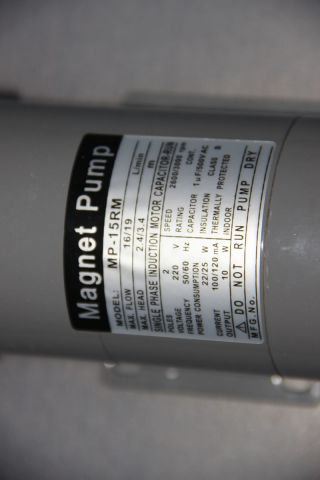 Magnet Pump
MODEL: MP-15RM
MAX. FLOW 16/19 L/min
MAX. HEAD 2.4/3.4 m
SINGLE PHASE INDUCTION MOTOR CAPACITOR-RUN
POLES 2 SPEED 2600/3000 rpm
VOLTAGE 220 V RATING CONT.
FREQUENCY 50/60 Hz CAPACITOR 1uF/500VAC
POWER CONSUMPTION 22/25 W INSULATION CLASS B
CURRENT 100/120 mA THERMALLY PROTECTED
OUTPUT 10 W INDOOR
⚠ DO NOT RUN PUMP DRY
MFG.No.